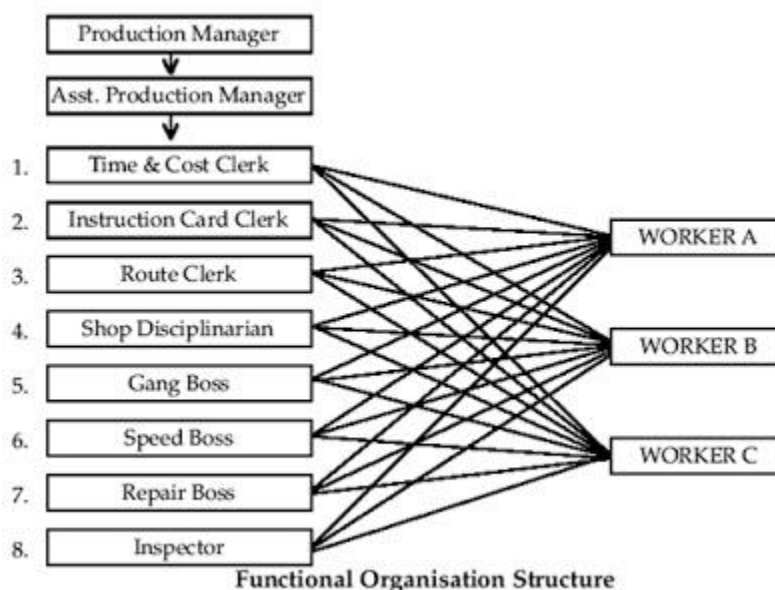 Production Manager
Asst. Production Manager
1. Time & Cost Clerk
2. Instruction Card Clerk
3. Route Clerk
4. Shop Disciplinarian
5. Gang Boss
6. Speed Boss
7. Repair Boss
8. Inspector
WORKER A
WORKER B
WORKER C
Functional Organisation Structure